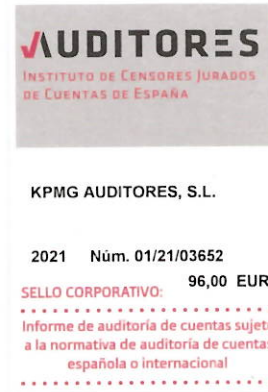 AUDITORES
INSTITUTO DE CENSORES JURADOS
DE CUENTAS DE ESPAÑA
KPMG AUDITORES, S.L.
2021 Núm. 01/21/03652
96,00 EUR
SELLO CORPORATIVO:
Informe de auditoría de cuentas sujeto
a la normativa de auditoría de cuentas
española o internacional